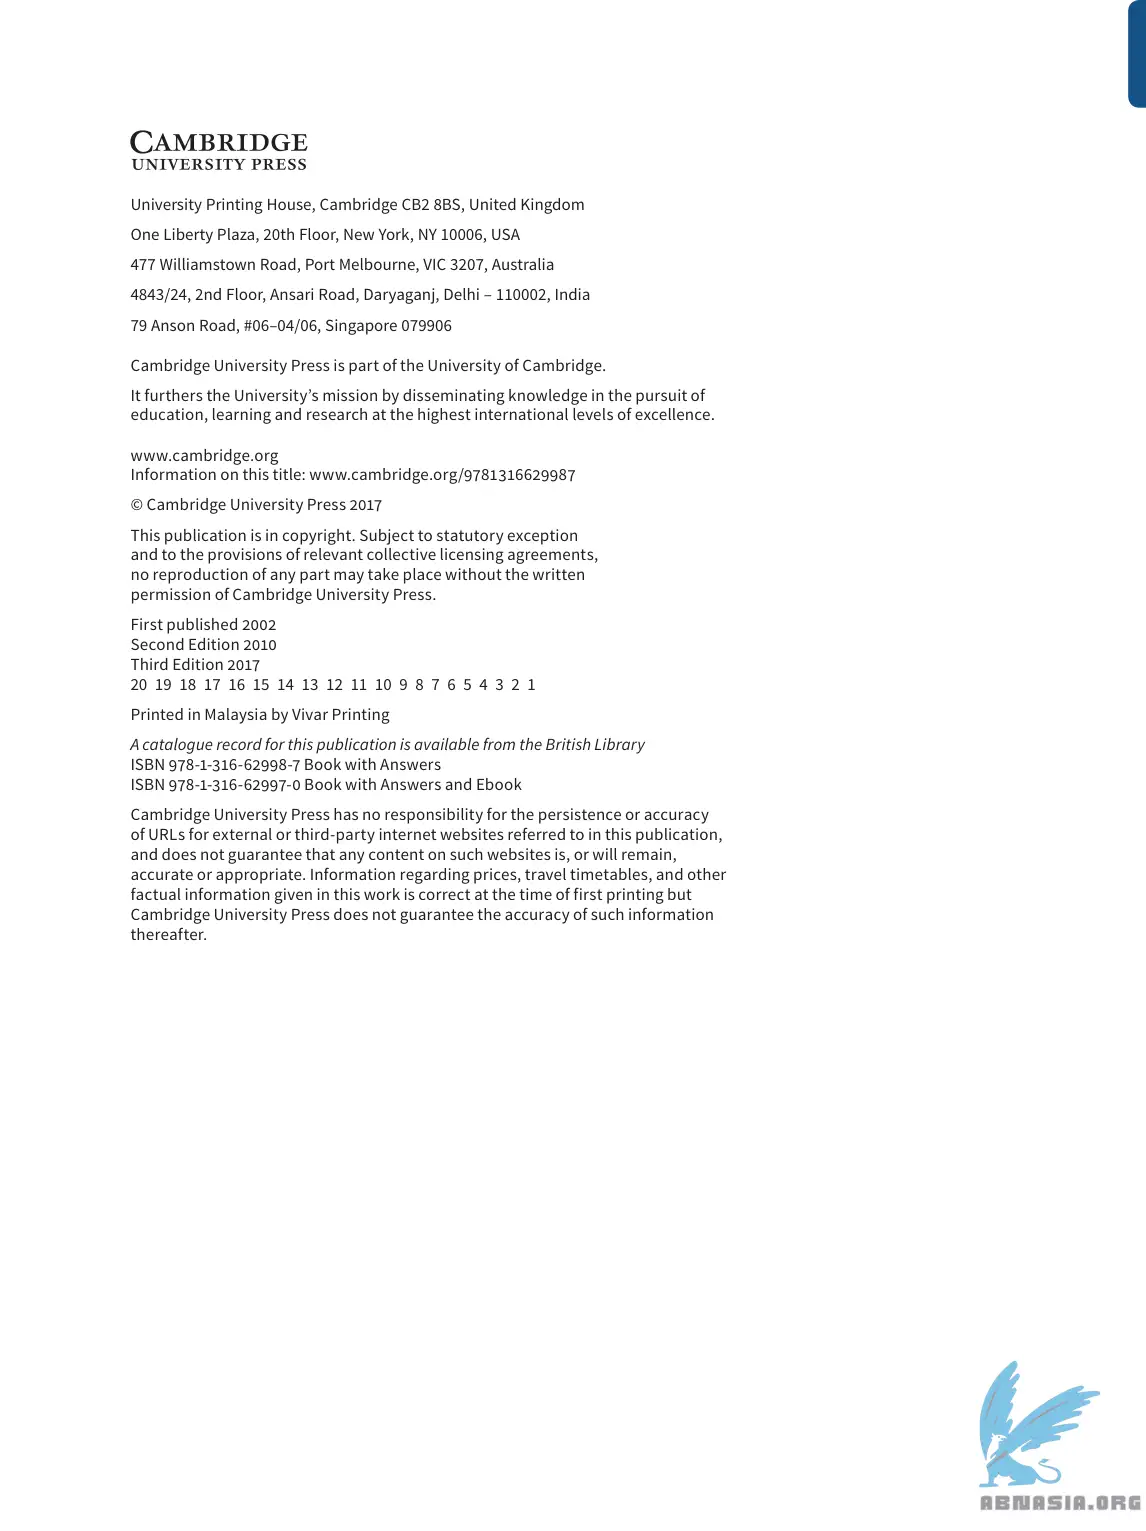 CAMBRIDGE
UNIVERSITY PRESS
University Printing House, Cambridge CB2 8BS, United Kingdom
One Liberty Plaza, 20th Floor, New York, NY 10006, USA
477 Williamstown Road, Port Melbourne, VIC 3207, Australia
4843/24, 2nd Floor, Ansari Road, Daryaganj, Delhi – 110002, India
79 Anson Road, #06–04/06, Singapore 079906
Cambridge University Press is part of the University of Cambridge.
It furthers the University’s mission by disseminating knowledge in the pursuit of
education, learning and research at the highest international levels of excellence.
www.cambridge.org
Information on this title: www.cambridge.org/9781316629987
© Cambridge University Press 2017
This publication is in copyright. Subject to statutory exception
and to the provisions of relevant collective licensing agreements,
no reproduction of any part may take place without the written
permission of Cambridge University Press.
First published 2002
Second Edition 2010
Third Edition 2017
20 19 18 17 16 15 14 13 12 11 10 9 8 7 6 5 4 3 2 1
Printed in Malaysia by Vivar Printing
A catalogue record for this publication is available from the British Library
ISBN 978-1-316-62998-7 Book with Answers
ISBN 978-1-316-62997-0 Book with Answers and Ebook
Cambridge University Press has no responsibility for the persistence or accuracy
of URLs for external or third-party internet websites referred to in this publication,
and does not guarantee that any content on such websites is, or will remain,
accurate or appropriate. Information regarding prices, travel timetables, and other
factual information given in this work is correct at the time of first printing but
Cambridge University Press does not guarantee the accuracy of such information
thereafter.
ABNASIA.ORG